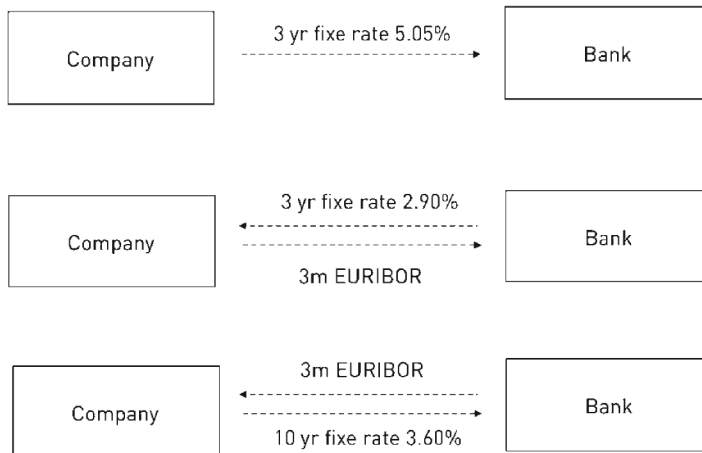 3 yr fixe rate 5.05%
Company
Bank
3 yr fixe rate 2.90%
Company
Bank
3m EURIBOR
3m EURIBOR
Company
Bank
10 yr fixe rate 3.60%